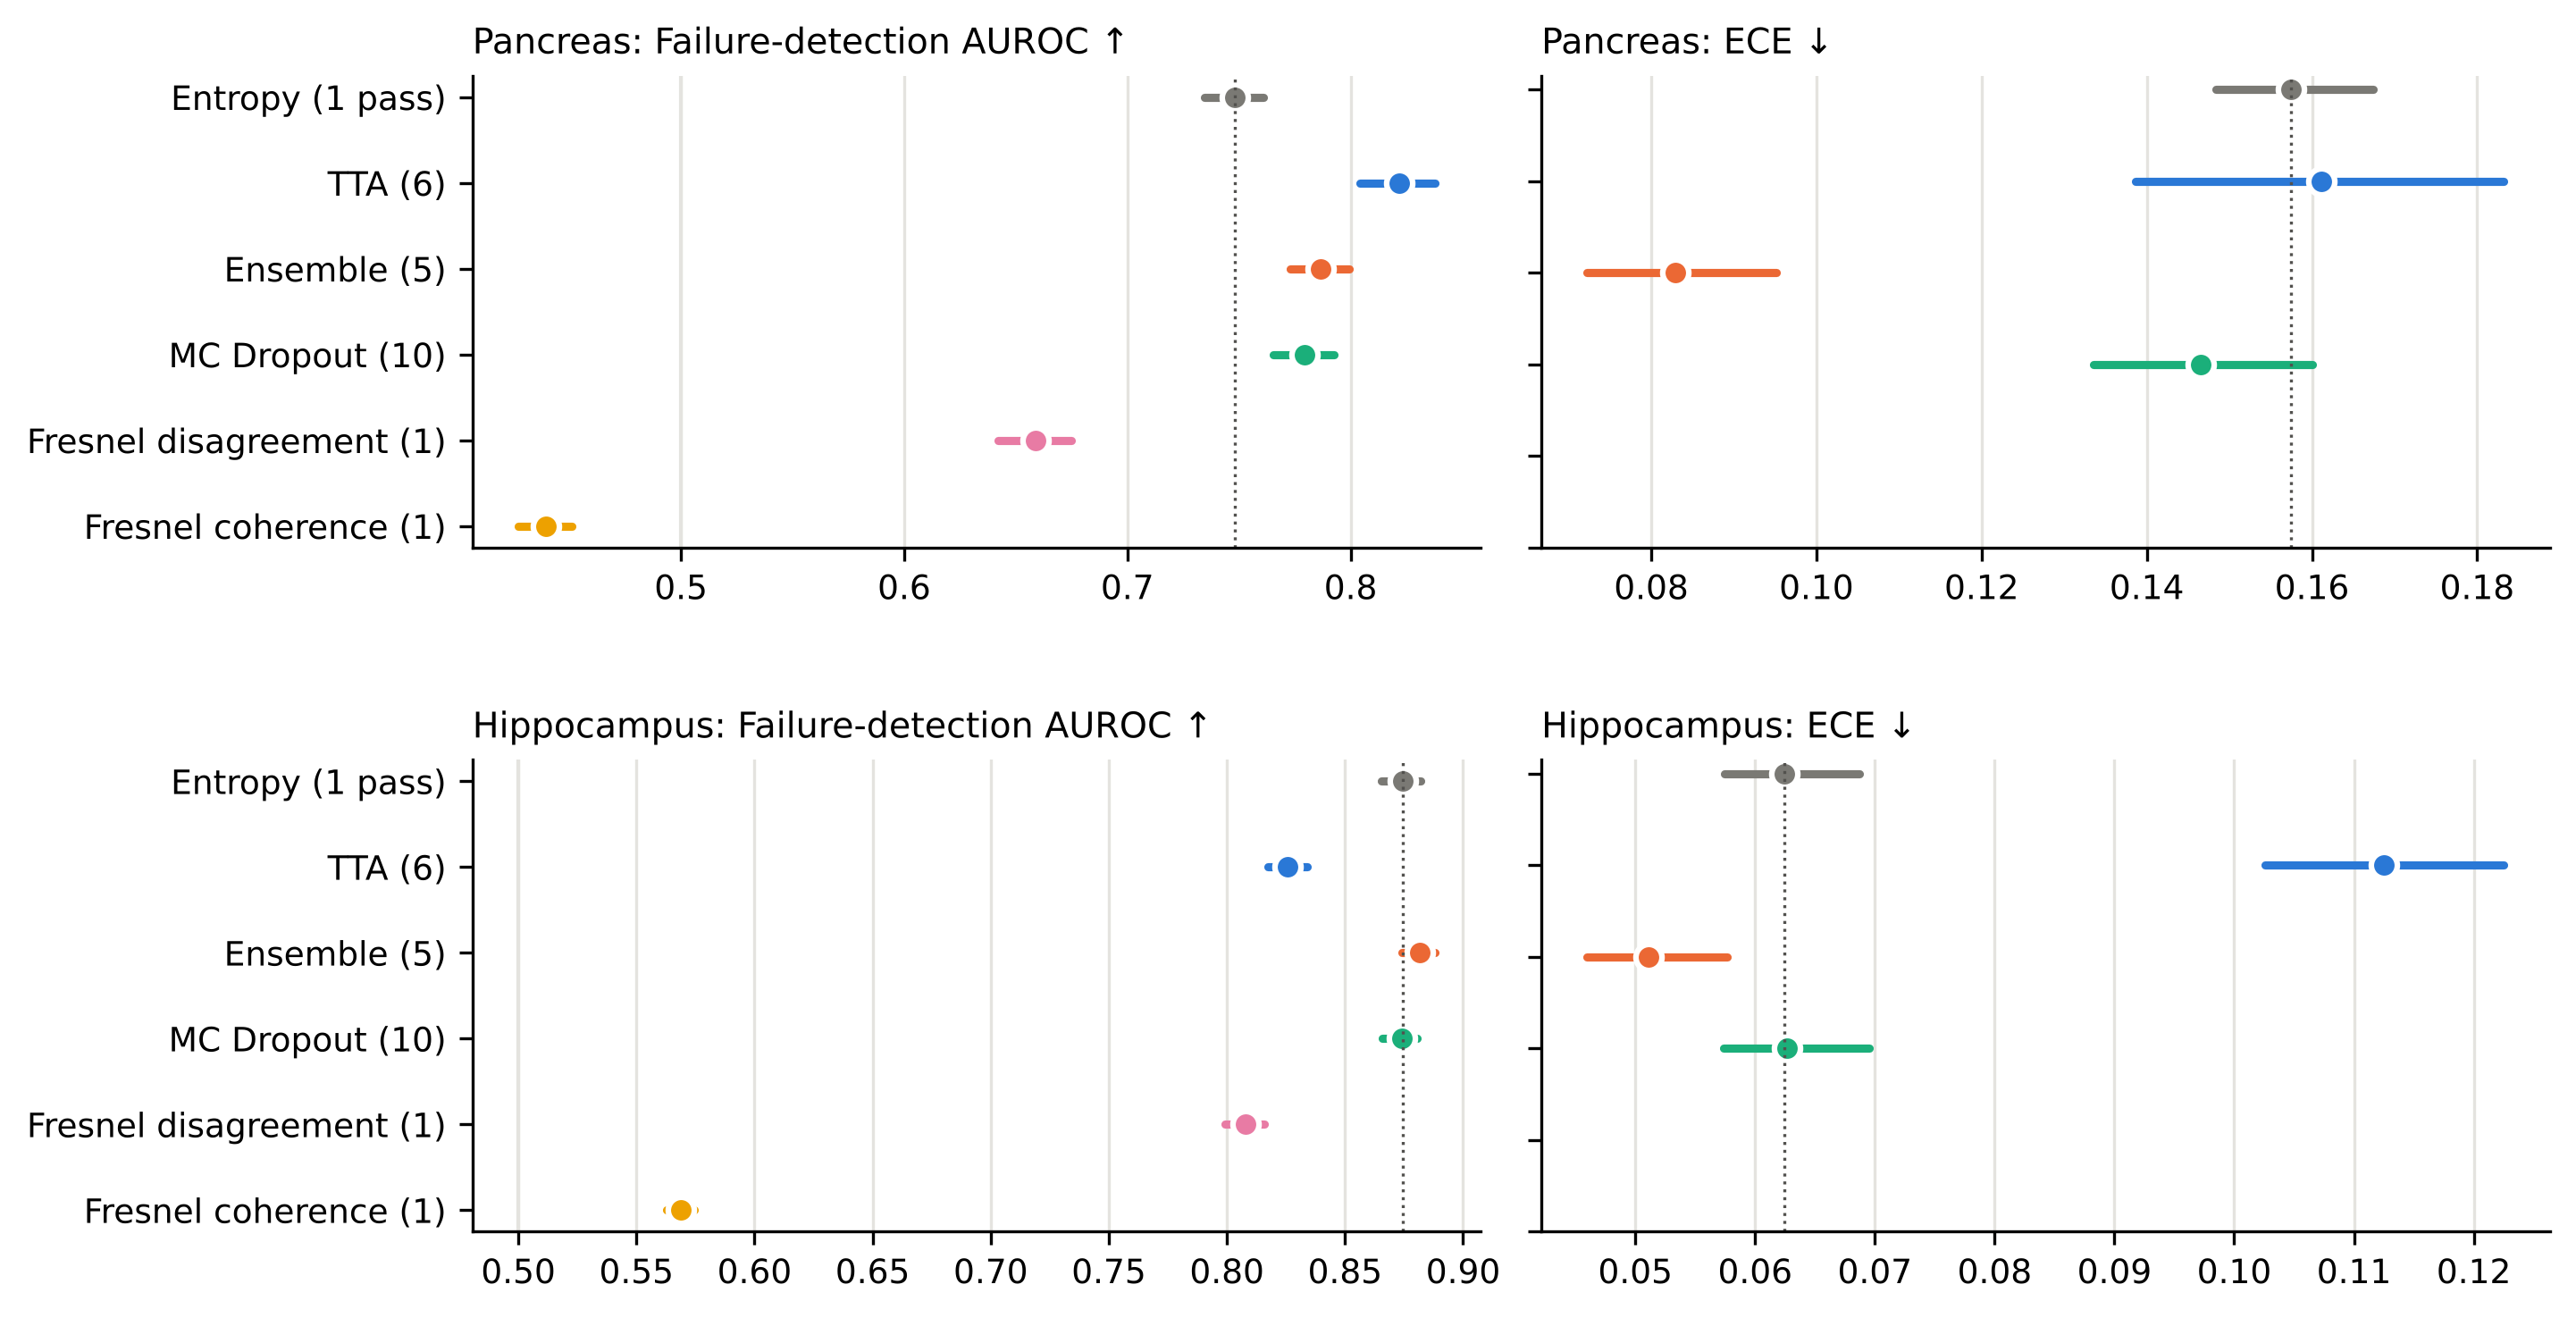 Pancreas: Failure-detection AUROC ↑
Pancreas: ECE ↓
Entropy (1 pass)
TTA (6)
Ensemble (5)
MC Dropout (10)
Fresnel disagreement (1)
Fresnel coherence (1)
0.5 0.6 0.7 0.8
0.08 0.10 0.12 0.14 0.16 0.18
Hippocampus: Failure-detection AUROC ↑
Hippocampus: ECE ↓
Entropy (1 pass)
TTA (6)
Ensemble (5)
MC Dropout (10)
Fresnel disagreement (1)
Fresnel coherence (1)
0.50 0.55 0.60 0.65 0.70 0.75 0.80 0.85 0.90
0.05 0.06 0.07 0.08 0.09 0.10 0.11 0.12